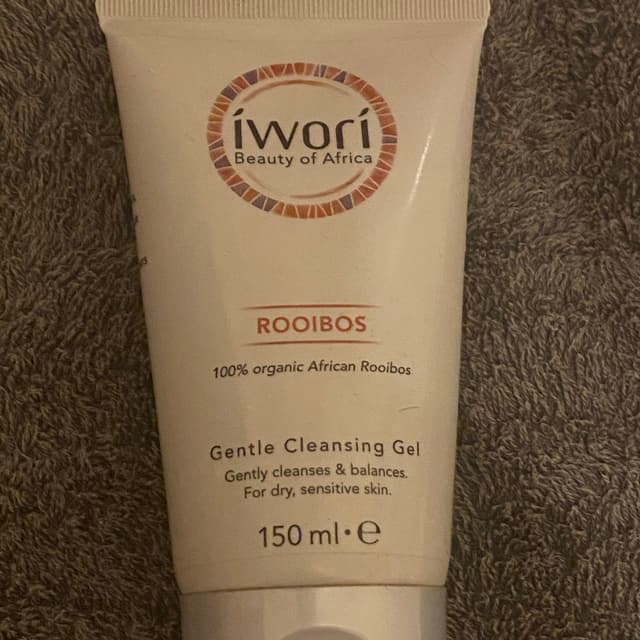 íworí
Beauty of Africa
ROOIBOS
100% organic African Rooibos
Gentle Cleansing Gel
Gently cleanses & balances.
For dry, sensitive skin.
150 ml · ℮